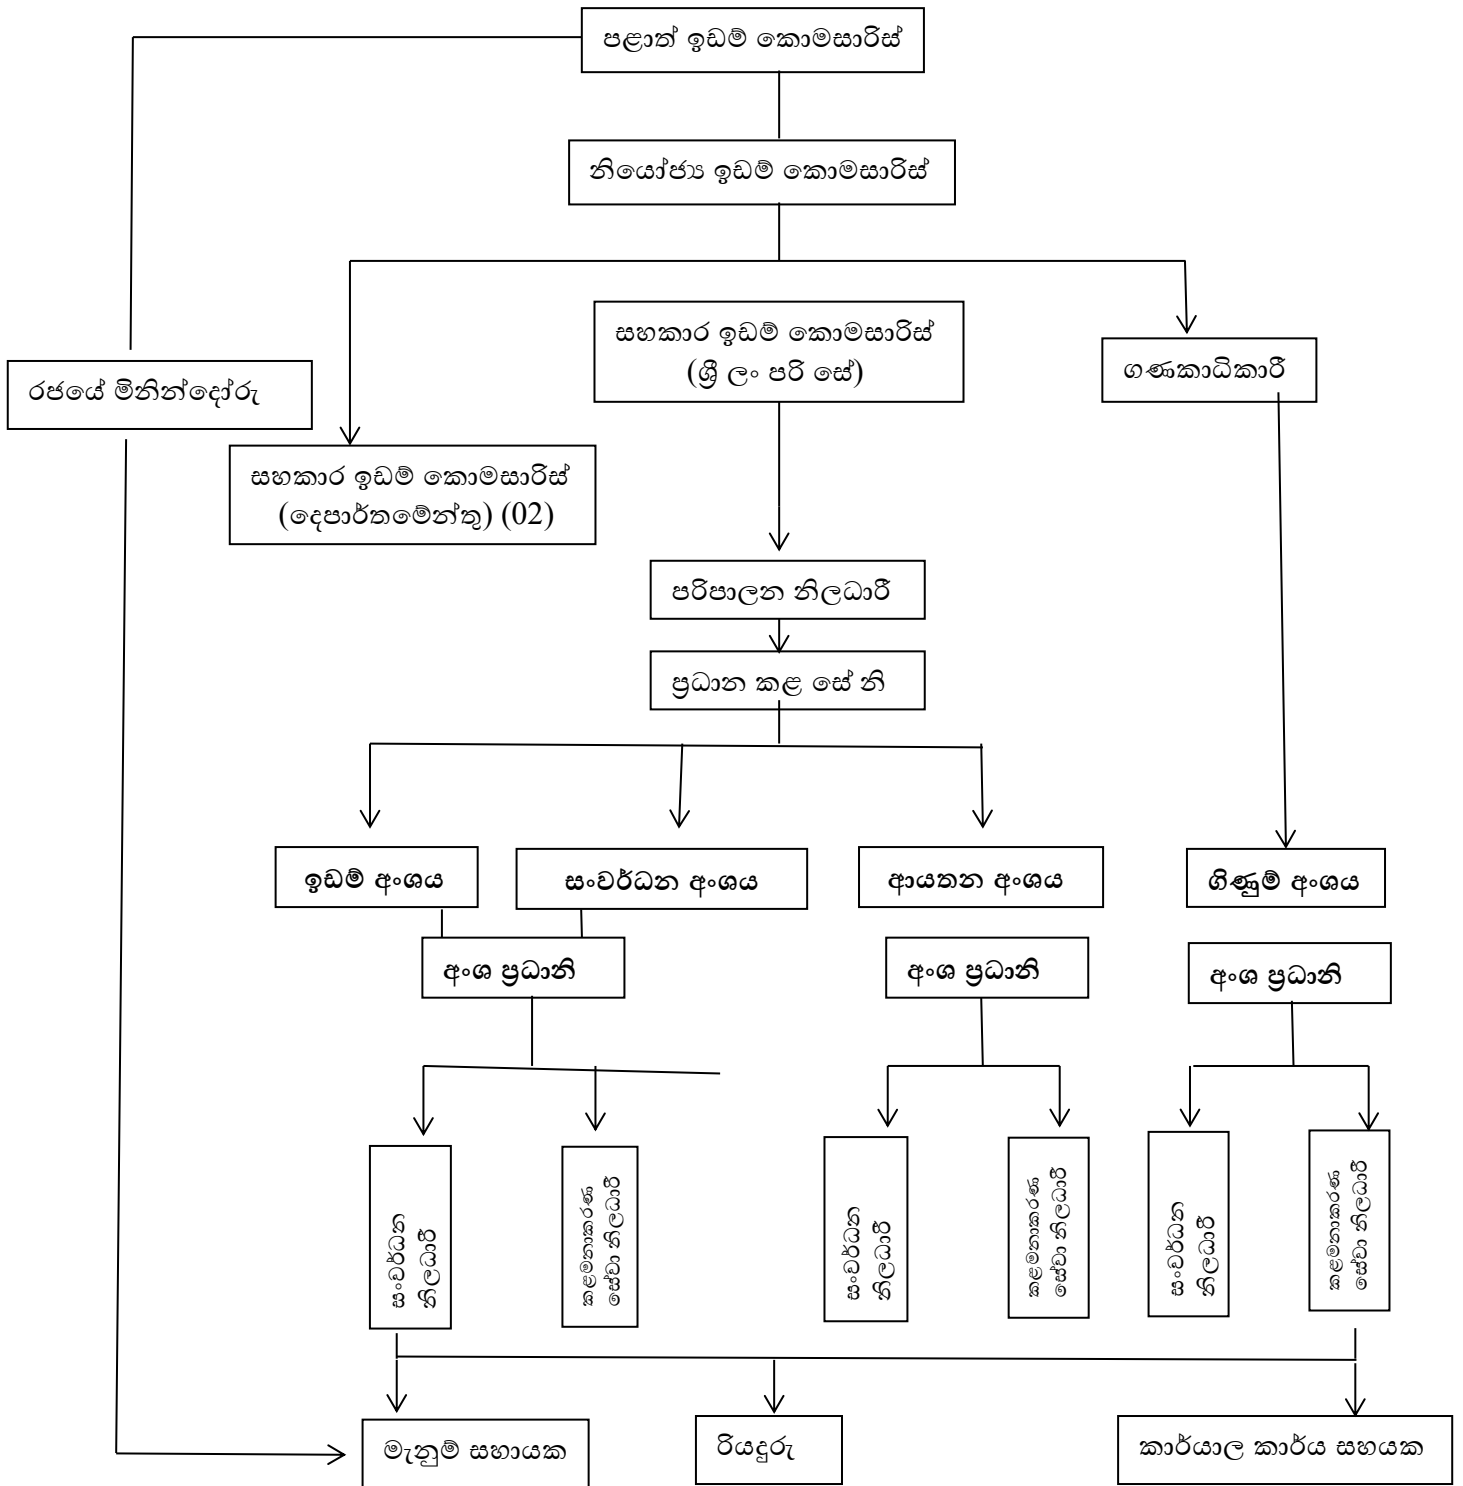 පළාත් ඉඩම් කොමසාරිස්
නියෝජ්‍ය ඉඩම් කොමසාරිස්
සහකාර ඉඩම් කොමසාරිස්
(ශ්‍රී ලං පරි සේ)
ගණකාධිකාරී
රජයේ මිනින්දෝරු
සහකාර ඉඩම් කොමසාරිස්
(දෙපාර්තමේන්තු) (02)
පරිපාලන නිලධාරී
ප්‍රධාන කළ සේ නි
ඉඩම් අංශය
සංවර්ධන අංශය
ආයතන අංශය
ගිණුම් අංශය
අංශ ප්‍රධානි
අංශ ප්‍රධානි
අංශ ප්‍රධානි
සංවර්ධන
නිලධාරී
කළමනාකරණ
සේවා නිලධාරී
සංවර්ධන
නිලධාරී
කළමනාකරණ
සේවා නිලධාරී
සංවර්ධන
නිලධාරී
කළමනාකරණ
සේවා නිලධාරී
මැනුම් සහායක
රියදුරු
කාර්යාල කාර්ය සහයක